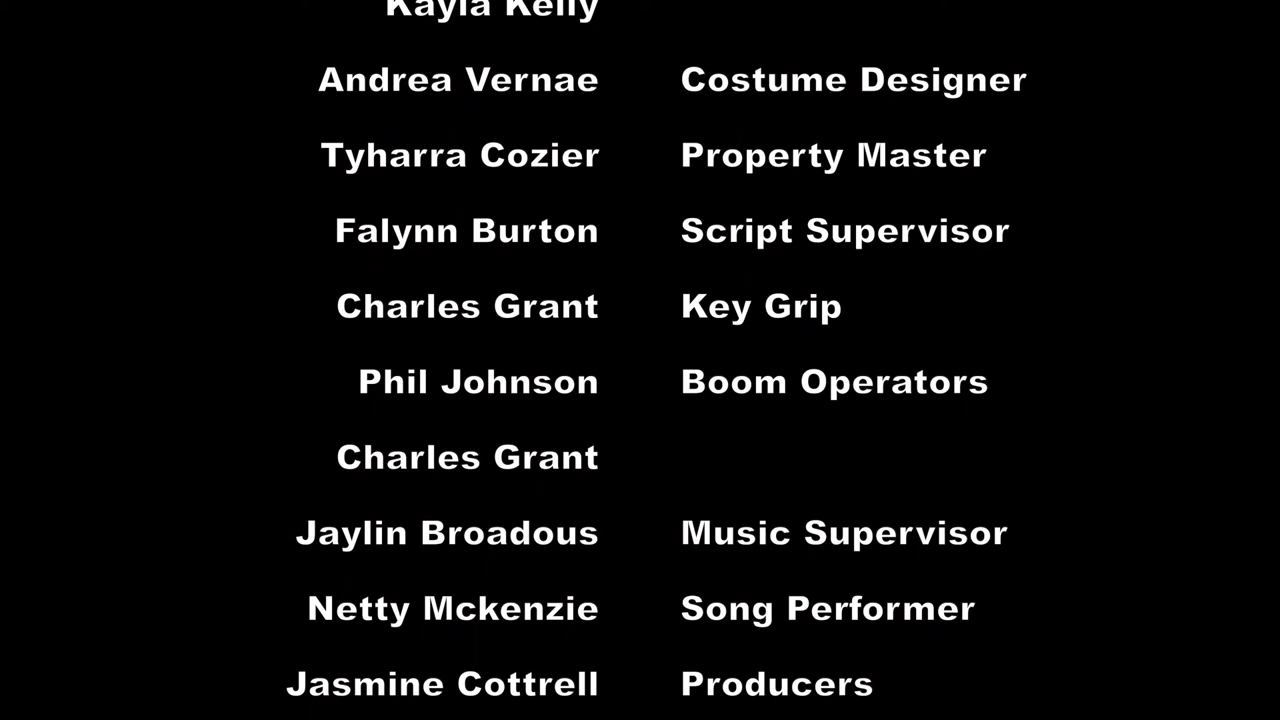 Kayla Kelly
Andrea Vernae Costume Designer
Tyharra Cozier Property Master
Falynn Burton Script Supervisor
Charles Grant Key Grip
Phil Johnson Boom Operators
Charles Grant
Jaylin Broadous Music Supervisor
Netty Mckenzie Song Performer
Jasmine Cottrell Producers